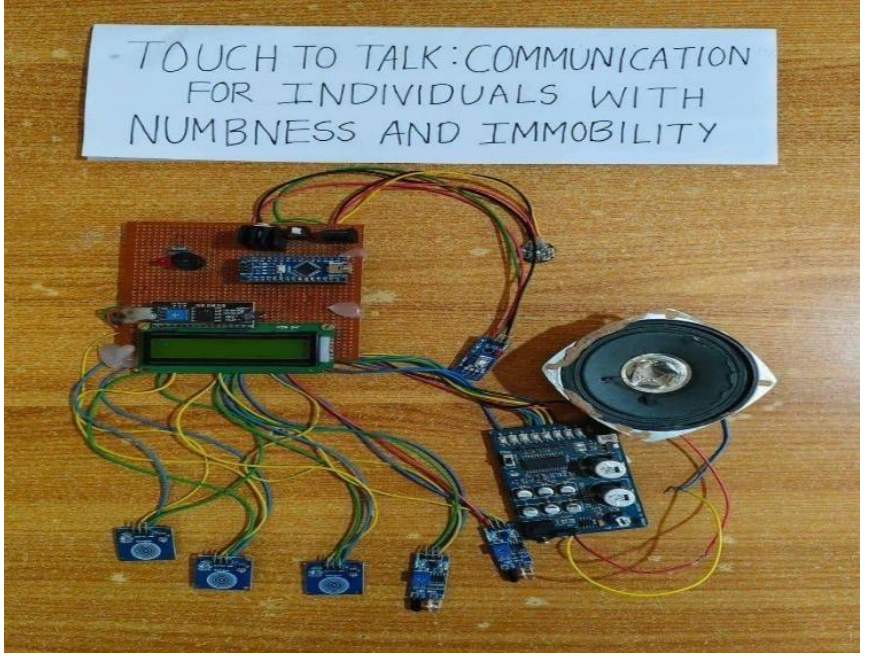 TOUCH TO TALK: COMMUNICATION
FOR INDIVIDUALS WITH
NUMBNESS AND IMMOBILITY